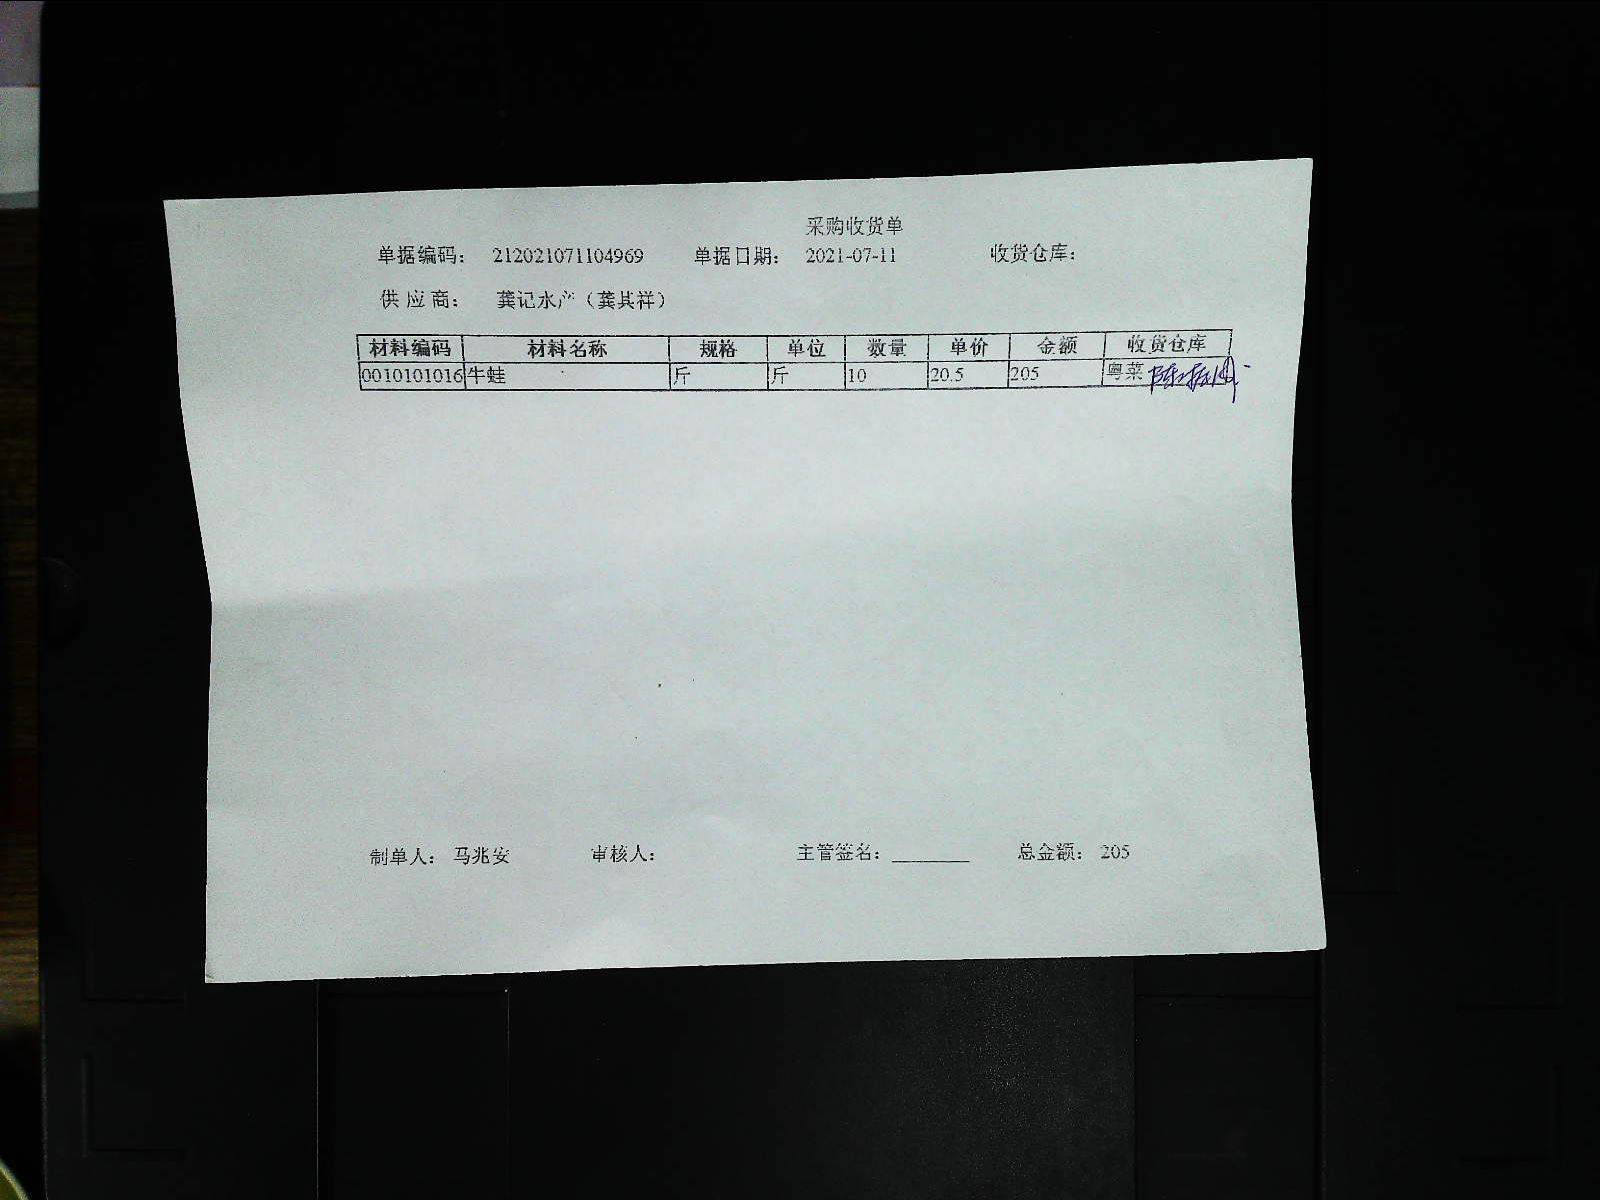 采购收货单
单据编码： 212021071104969 单据日期： 2021-07-11 收货仓库：
供应商： 龚记水产（龚其祥）
材料编码 材料名称 规格 单位 数量 单价 金额 收货仓库
0010101016 牛蛙 斤 斤 10 20.5 205 粤菜
制单人： 马兆安 审核人： 主管签名：________ 总金额： 205